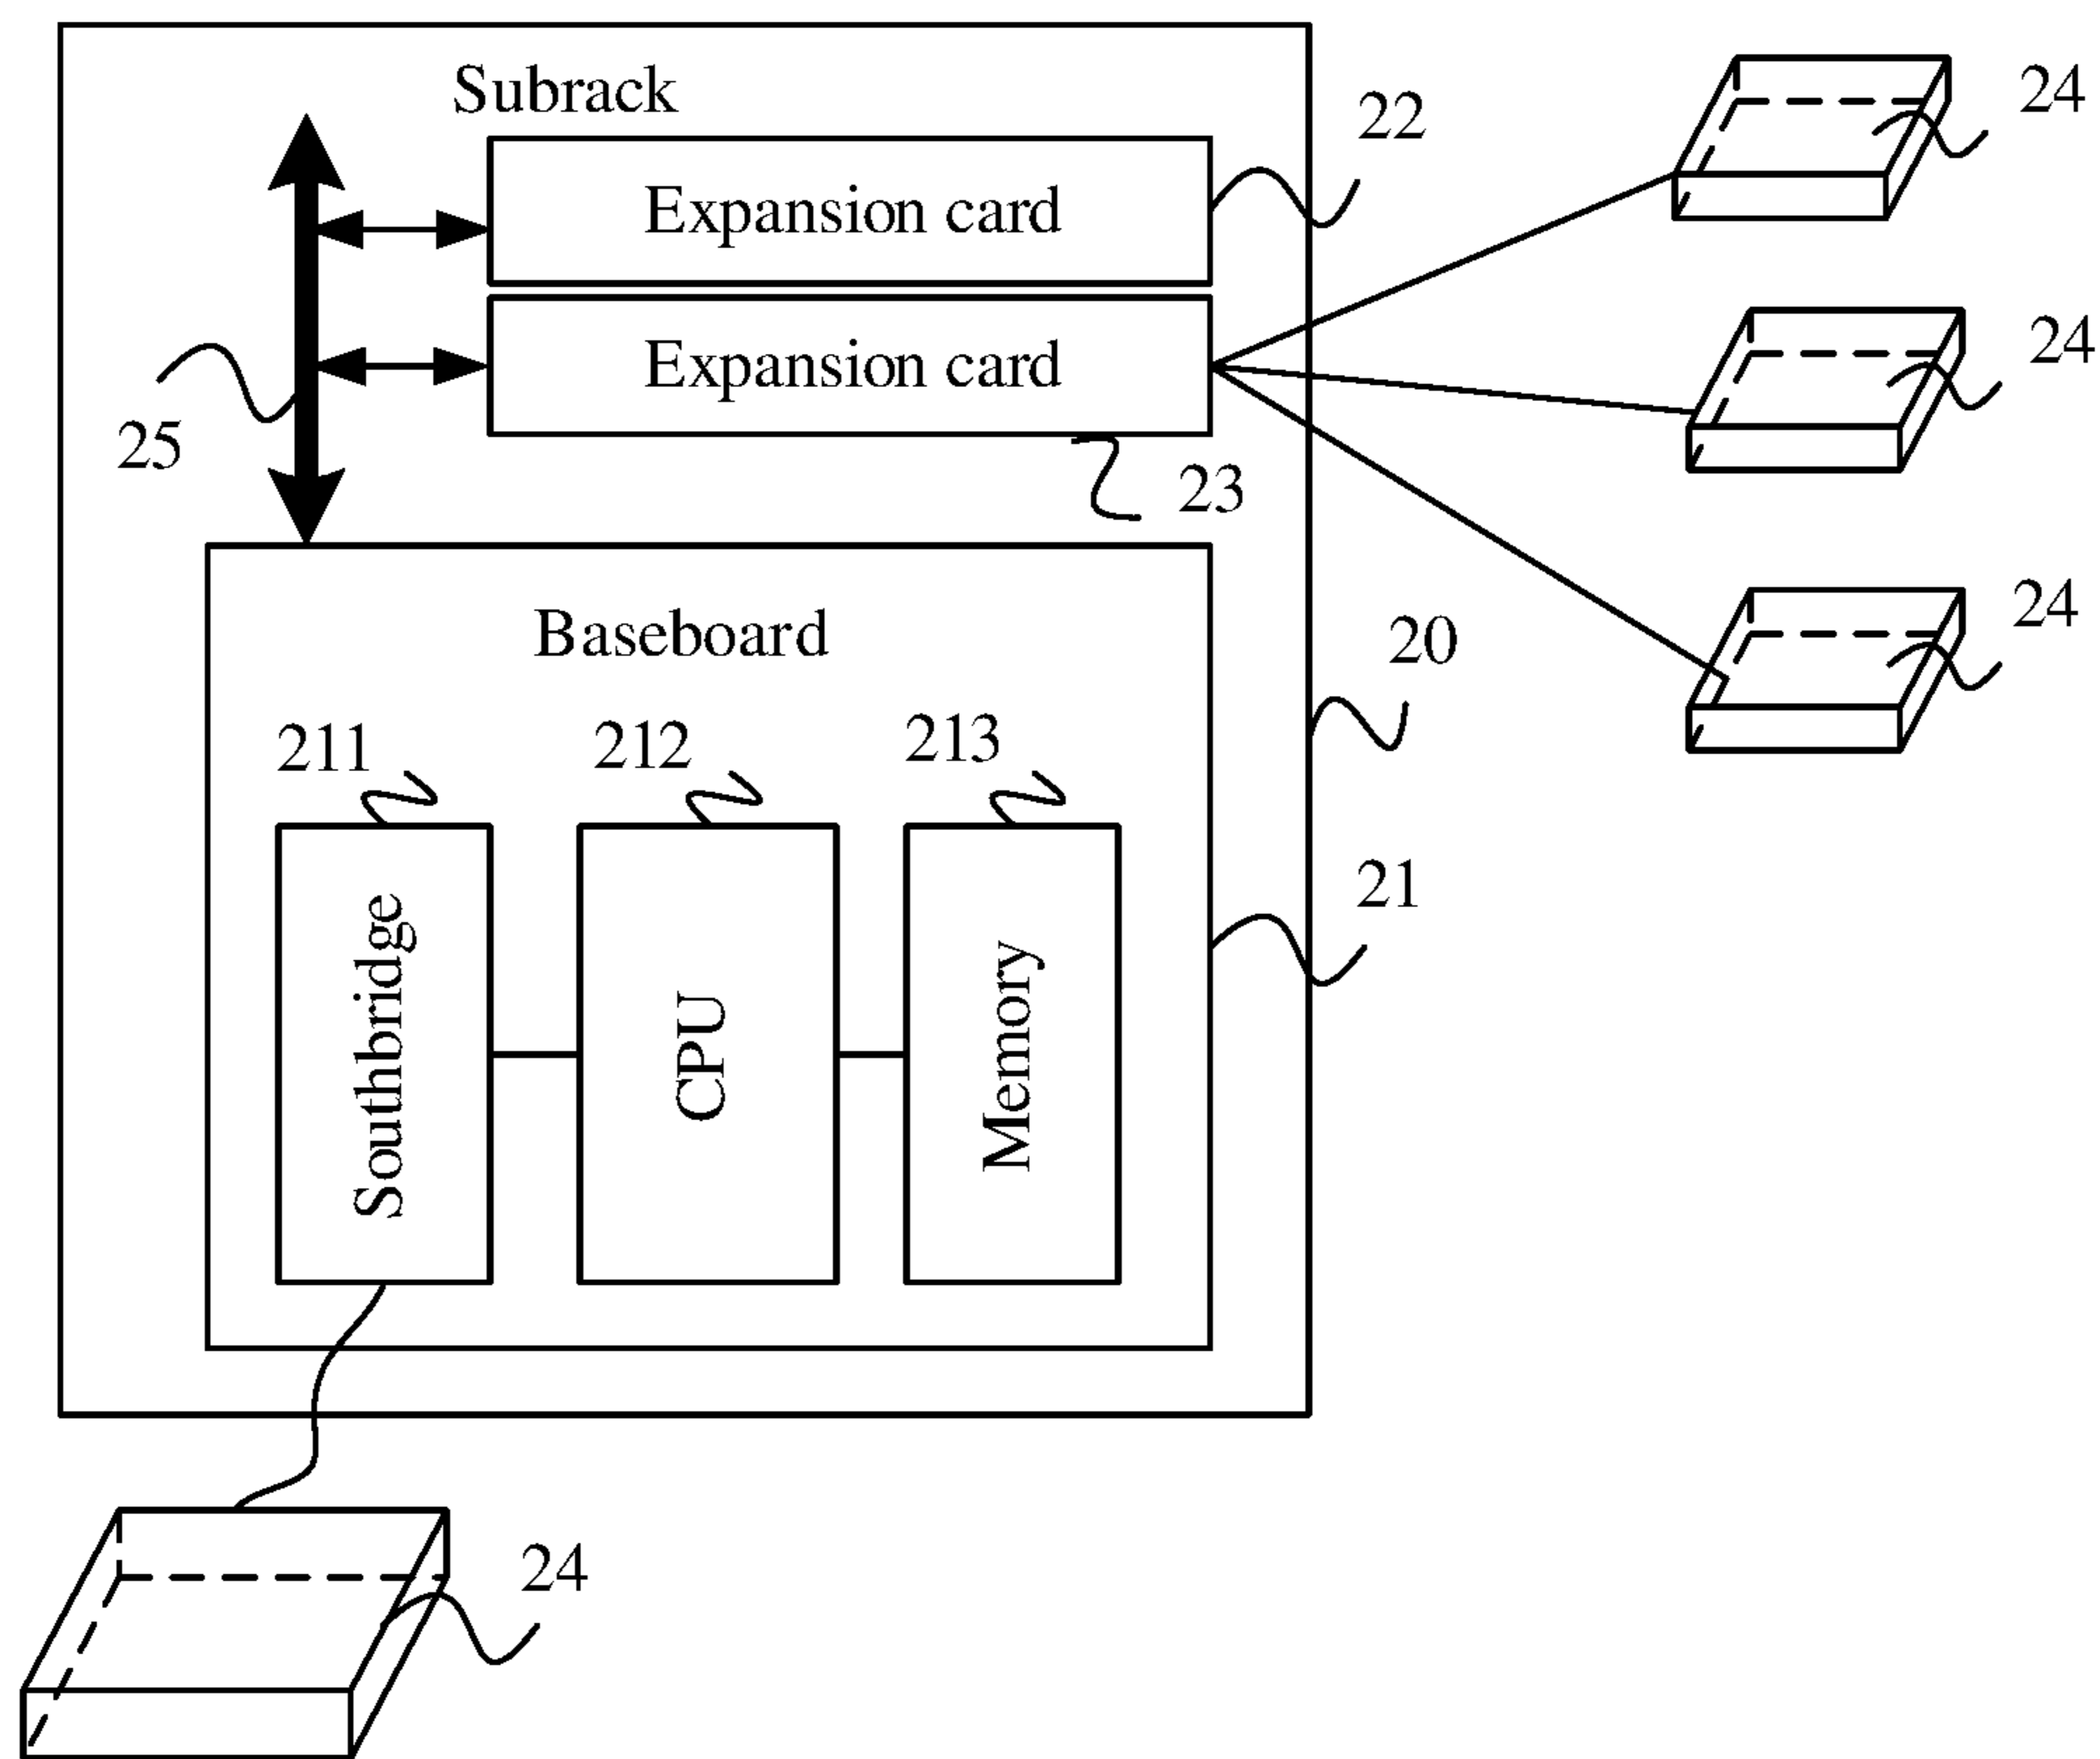 Subrack
22
24
Expansion card
24
Expansion card
25
23
24
Baseboard
20
211
212
213
21
Southbridge
CPU
Memory
24